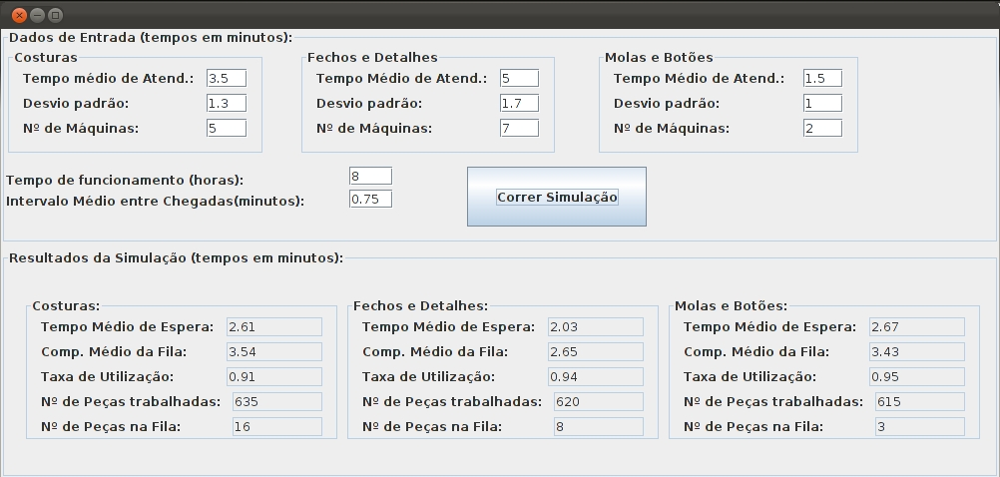 Dados de Entrada (tempos em minutos):
Costuras
Tempo médio de Atend.: 3.5
Desvio padrão: 1.3
Nº de Máquinas: 5
Fechos e Detalhes
Tempo Médio de Atend.: 5
Desvio padrão: 1.7
Nº de Máquinas: 7
Molas e Botões
Tempo Médio de Atend.: 1.5
Desvio padrão: 1
Nº de Máquinas: 2
Tempo de funcionamento (horas): 8
Intervalo Médio entre Chegadas(minutos): 0.75
Correr Simulação
Resultados da Simulação (tempos em minutos):
Costuras:
Tempo Médio de Espera: 2.61
Comp. Médio da Fila: 3.54
Taxa de Utilização: 0.91
Nº de Peças trabalhadas: 635
Nº de Peças na Fila: 16
Fechos e Detalhes:
Tempo Médio de Espera: 2.03
Comp. Médio da Fila: 2.65
Taxa de Utilização: 0.94
Nº de Peças trabalhadas: 620
Nº de Peças na Fila: 8
Molas e Botões:
Tempo Médio de Espera: 2.67
Comp. Médio da Fila: 3.43
Taxa de Utilização: 0.95
Nº de Peças trabalhadas: 615
Nº de Peças na Fila: 3